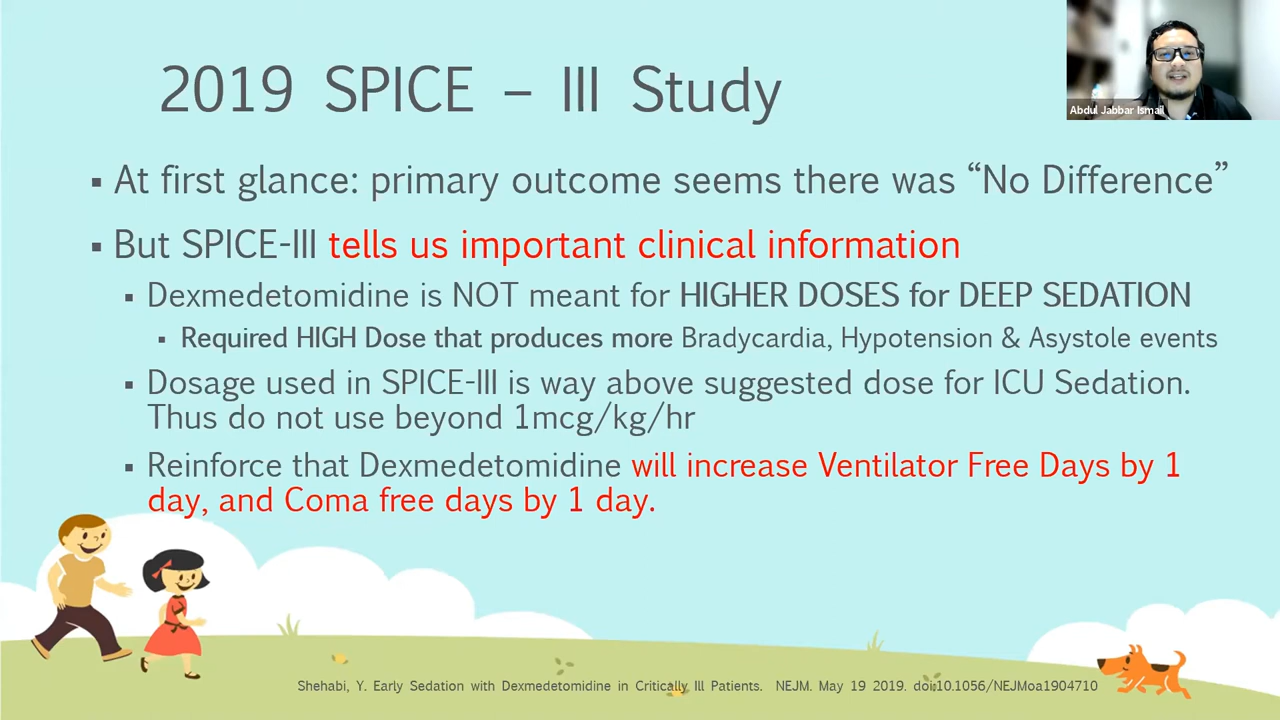 2019 SPICE – III Study
Abdul Jabbar Ismail
▪ At first glance: primary outcome seems there was “No Difference”
▪ But SPICE-III tells us important clinical information
▪ Dexmedetomidine is NOT meant for HIGHER DOSES for DEEP SEDATION
▪ Required HIGH Dose that produces more Bradycardia, Hypotension & Asystole events
▪ Dosage used in SPICE-III is way above suggested dose for ICU Sedation.
Thus do not use beyond 1mcg/kg/hr
▪ Reinforce that Dexmedetomidine will increase Ventilator Free Days by 1
day, and Coma free days by 1 day.
Shehabi, Y. Early Sedation with Dexmedetomidine in Critically Ill Patients. NEJM. May 19 2019. doi:10.1056/NEJMoa1904710